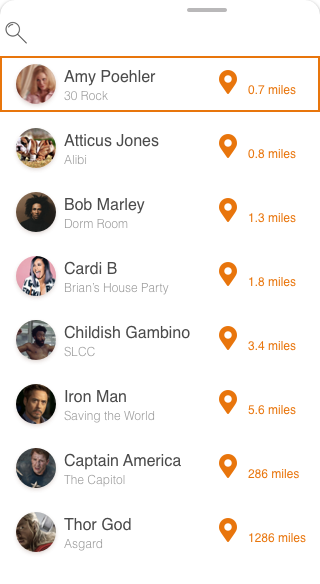 Amy Poehler
30 Rock
0.7 miles
Atticus Jones
Alibi
0.8 miles
Bob Marley
Dorm Room
1.3 miles
Cardi B
Brian's House Party
1.8 miles
Childish Gambino
SLCC
3.4 miles
Iron Man
Saving the World
5.6 miles
Captain America
The Capitol
286 miles
Thor God
Asgard
1286 miles